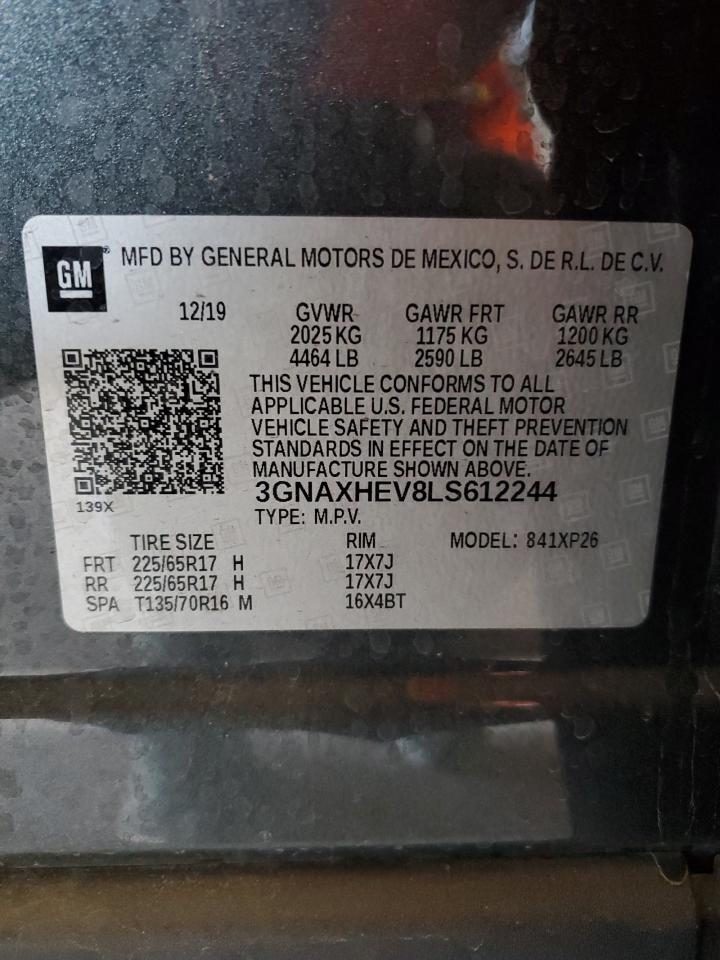 GM® MFD BY GENERAL MOTORS DE MEXICO, S. DE R.L. DE C.V.
12/19 GVWR GAWR FRT GAWR RR
2025 KG 1175 KG 1200 KG
4464 LB 2590 LB 2645 LB
THIS VEHICLE CONFORMS TO ALL
APPLICABLE U.S. FEDERAL MOTOR
VEHICLE SAFETY AND THEFT PREVENTION
STANDARDS IN EFFECT ON THE DATE OF
MANUFACTURE SHOWN ABOVE.
3GNAXHEV8LS612244
139X
TYPE: M.P.V.
TIRE SIZE RIM MODEL: 841XP26
FRT 225/65R17 H 17X7J
RR 225/65R17 H 17X7J
SPA T135/70R16 M 16X4BT